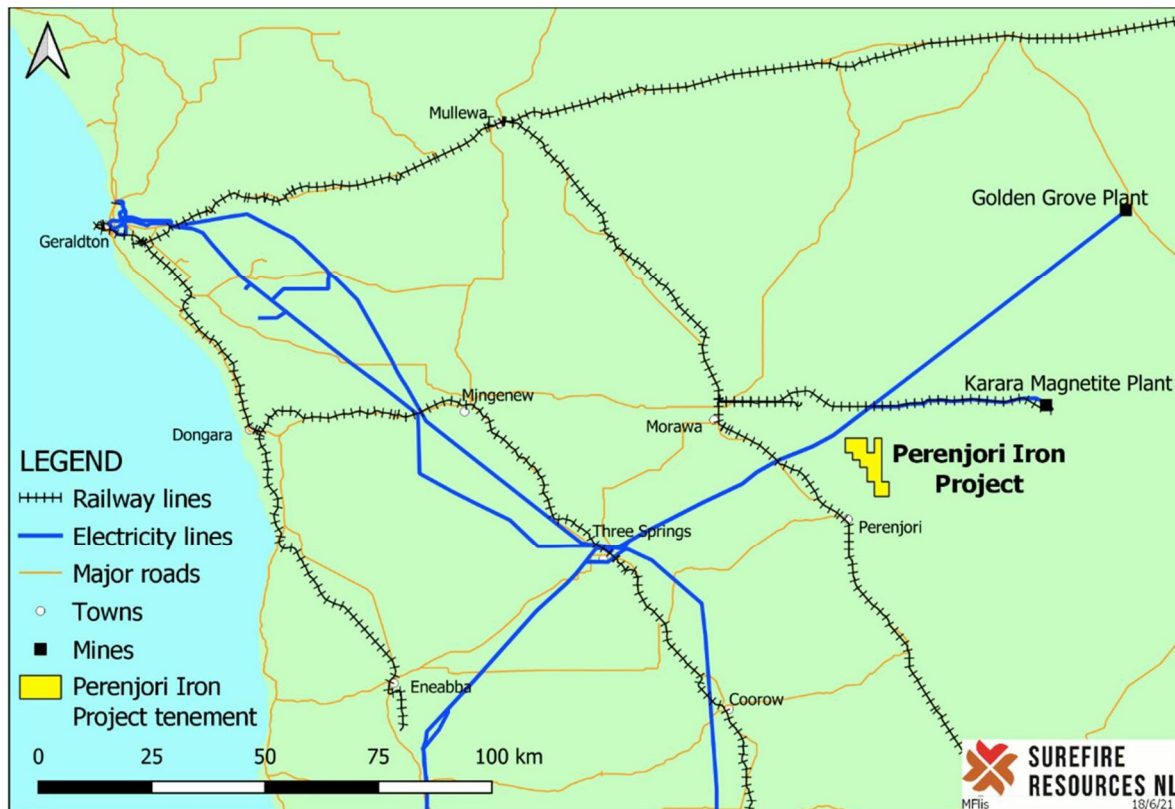 Mullewa
Golden Grove Plant
Geraldton
Karara Magnetite Plant
Mingenew
Morawa
Dongara
Perenjori Iron
Project
LEGEND
Railway lines
Electricity lines
Major roads
Towns
Mines
Perenjori Iron
Project tenement
Three Springs
Perenjori
Eneabba
Coorow
0 25 50 75 100 km
SUREFIRE
RESOURCES NL
MFlis 18/6/21